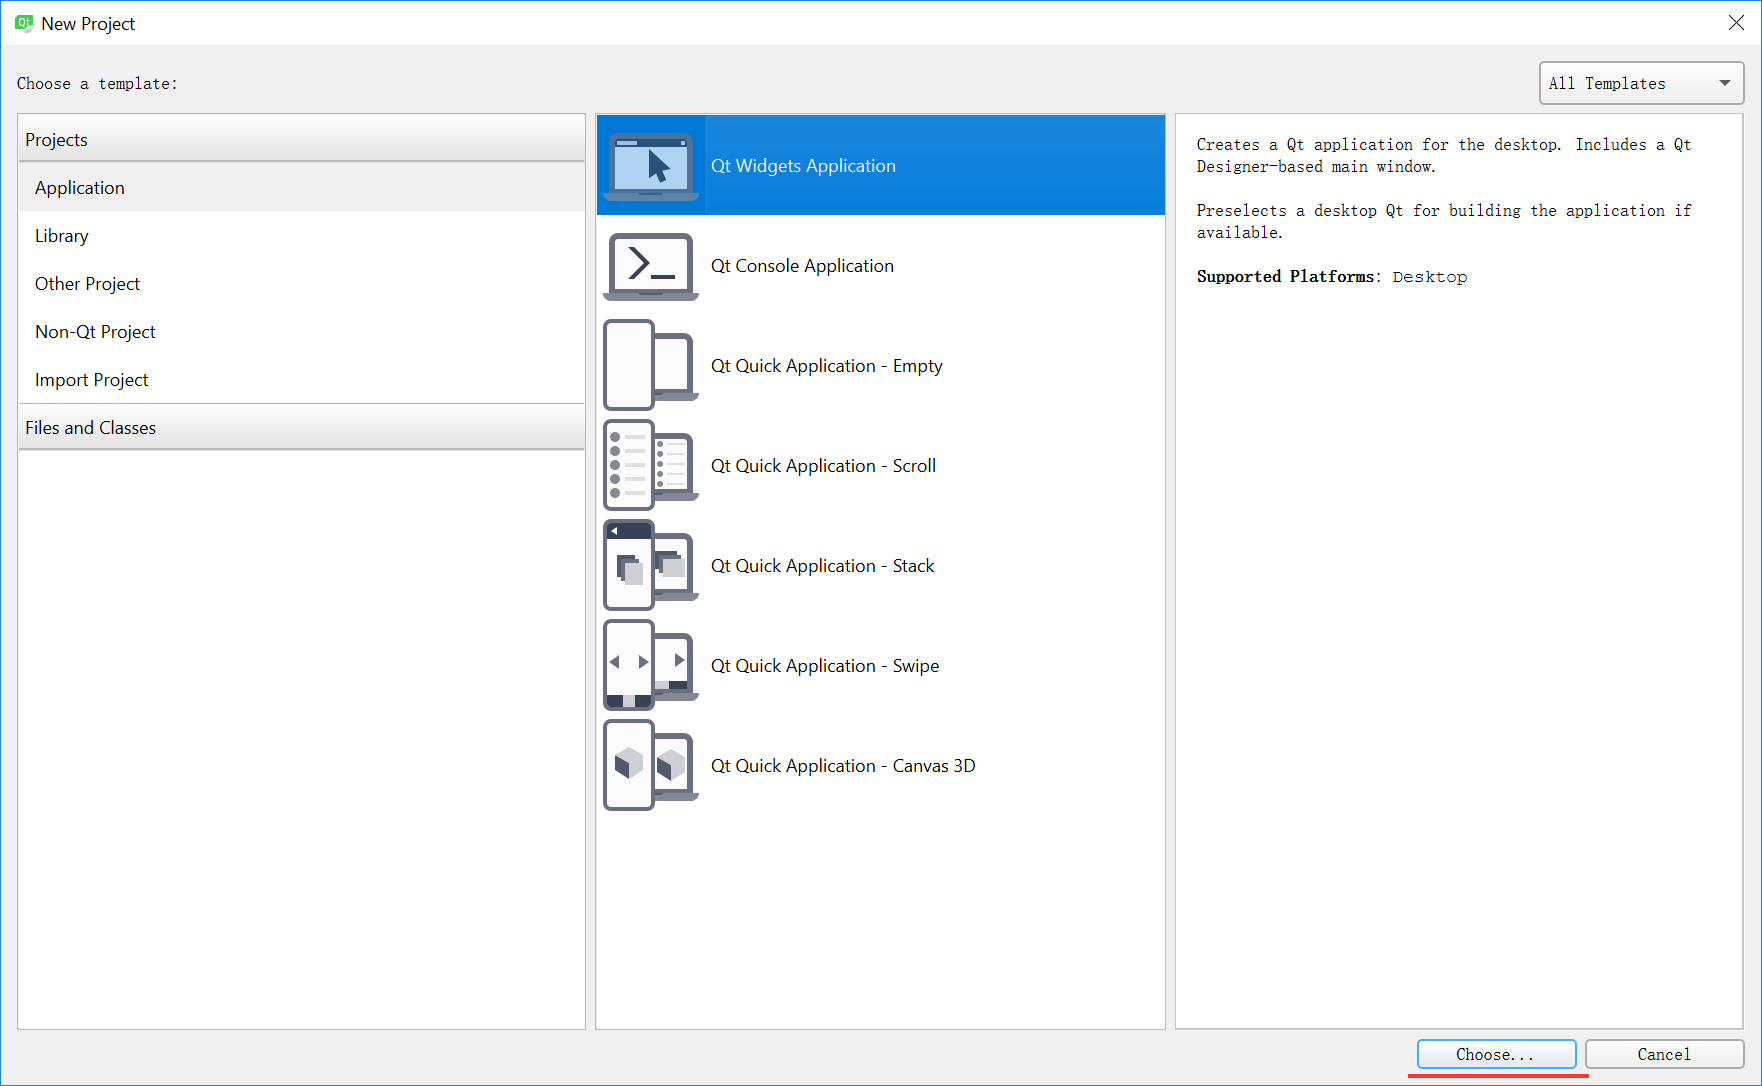 New Project
Choose a template:
All Templates
Projects
Application
Library
Other Project
Non-Qt Project
Import Project
Files and Classes
Qt Widgets Application
Qt Console Application
Qt Quick Application - Empty
Qt Quick Application - Scroll
Qt Quick Application - Stack
Qt Quick Application - Swipe
Qt Quick Application - Canvas 3D
Creates a Qt application for the desktop. Includes a Qt
Designer-based main window.
Preselects a desktop Qt for building the application if
available.
Supported Platforms: Desktop
Choose...
Cancel